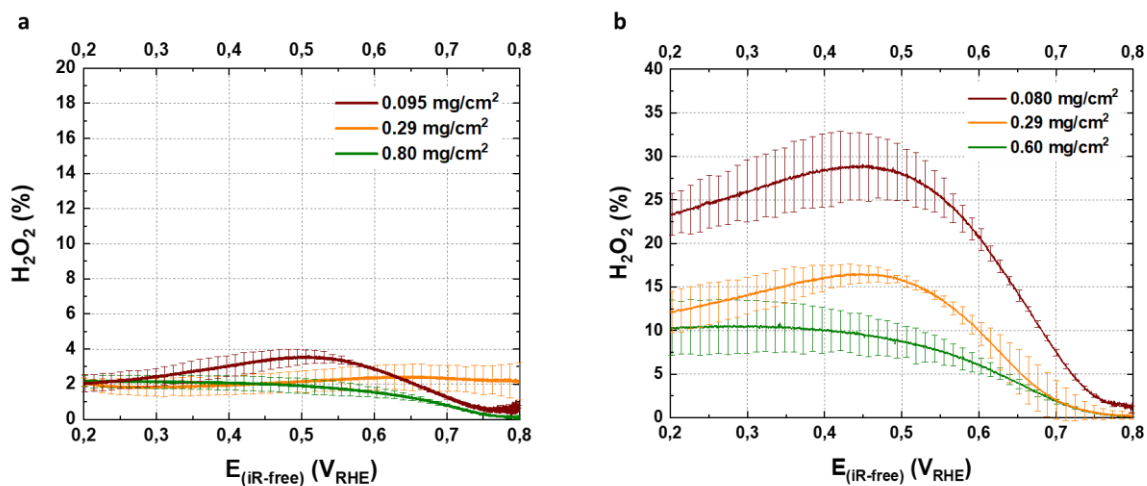 a
0,2 0,3 0,4 0,5 0,6 0,7 0,8
20
18
16
14
12
10
8
6
4
2
0
H₂O₂ (%)
0.095 mg/cm²
0.29 mg/cm²
0.80 mg/cm²
0,2 0,3 0,4 0,5 0,6 0,7 0,8
E(iR-free) (VRHE)
b
0,2 0,3 0,4 0,5 0,6 0,7 0,8
40
35
30
25
20
15
10
5
0
H₂O₂ (%)
0.080 mg/cm²
0.29 mg/cm²
0.60 mg/cm²
0,2 0,3 0,4 0,5 0,6 0,7 0,8
E(iR-free) (VRHE)